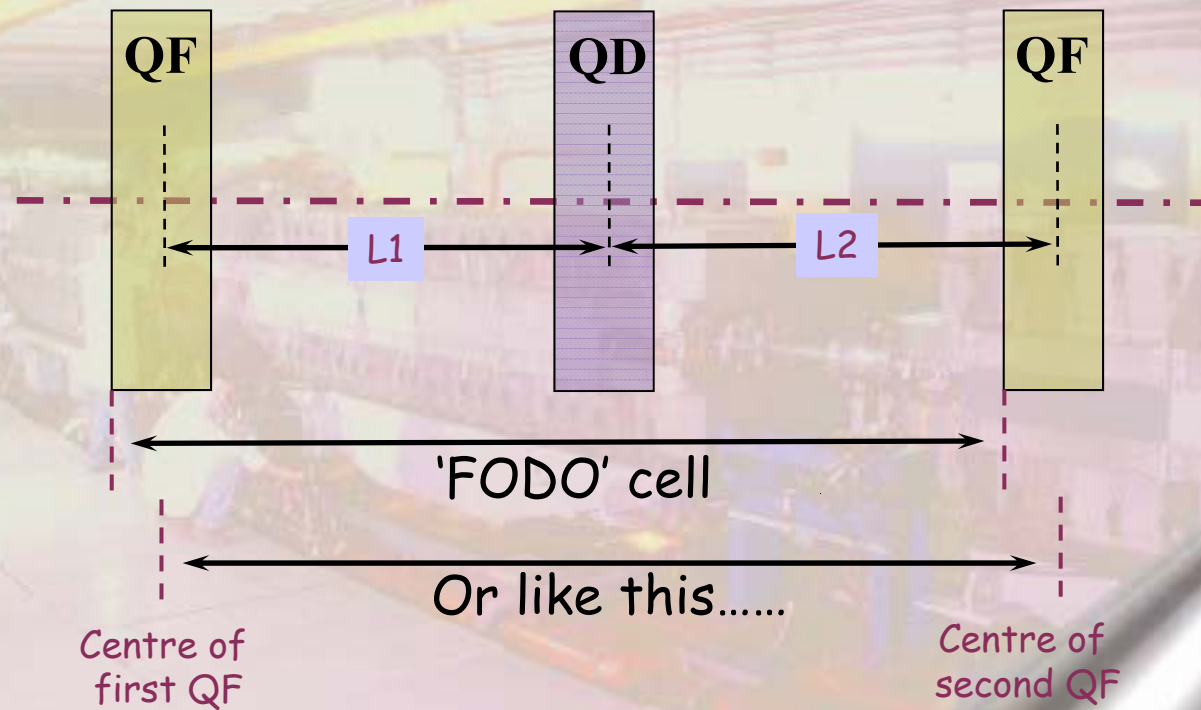 QF QD QF
L1 L2
‘FODO’ cell
Or like this……
Centre of
first QF
Centre of
second QF